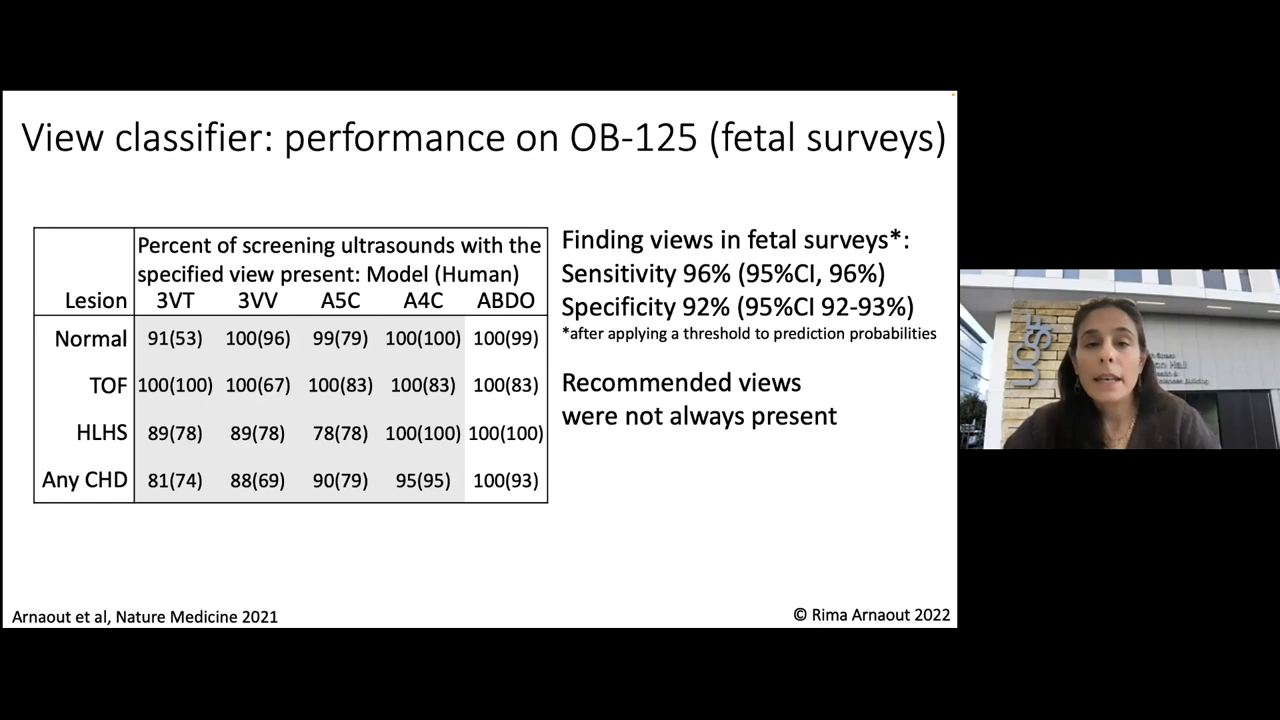 View classifier: performance on OB-125 (fetal surveys)
Percent of screening ultrasounds with the
specified view present: Model (Human)
Lesion 3VT 3VV A5C A4C ABDO
Normal 91(53) 100(96) 99(79) 100(100) 100(99)
TOF 100(100) 100(67) 100(83) 100(83) 100(83)
HLHS 89(78) 89(78) 78(78) 100(100) 100(100)
Any CHD 81(74) 88(69) 90(79) 95(95) 100(93)
Finding views in fetal surveys*:
Sensitivity 96% (95%CI, 96%)
Specificity 92% (95%CI 92-93%)
*after applying a threshold to prediction probabilities
Recommended views
were not always present
Arnaout et al, Nature Medicine 2021
© Rima Arnaout 2022
UCSF
Hall
Building